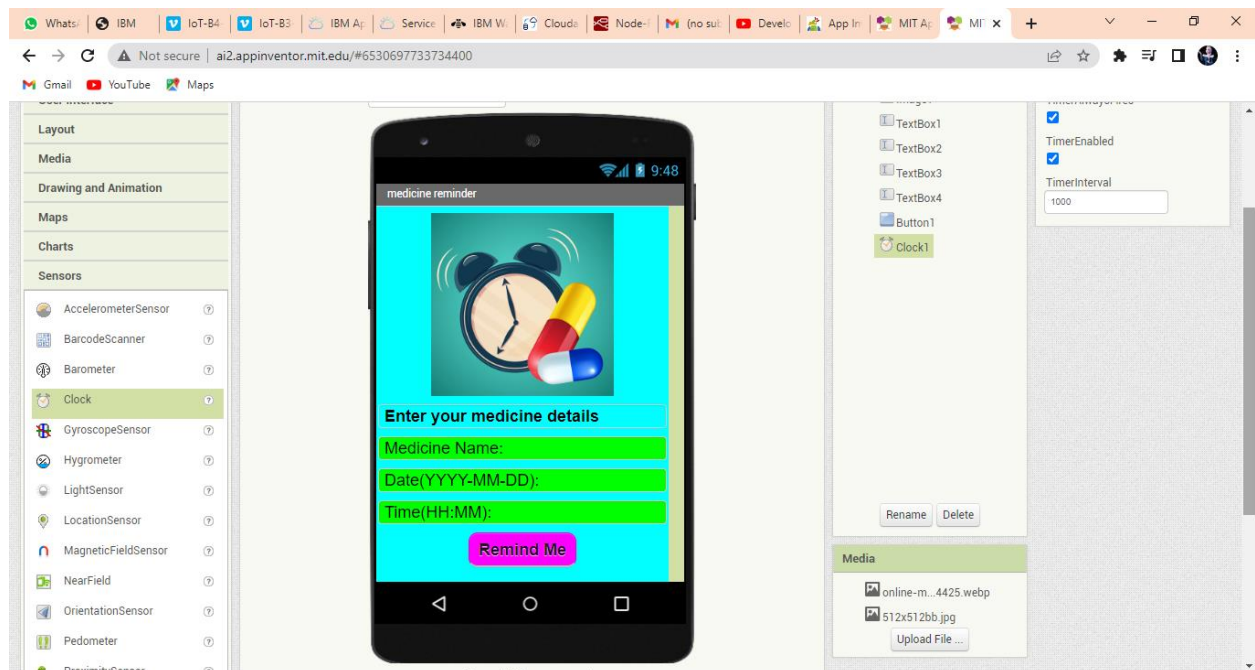 Whats
IBM
IoT-B4-
IoT-B3
IBM Ap
Service
IBM W
Clouda
Node-
(no sub
Develo
App In
MIT Ap
MIT
Not secure | ai2.appinventor.mit.edu/#6530697733734400
Gmail YouTube Maps
Layout
Media
Drawing and Animation
Maps
Charts
Sensors
AccelerometerSensor
BarcodeScanner
Barometer
Clock
GyroscopeSensor
Hygrometer
LightSensor
LocationSensor
MagneticFieldSensor
NearField
OrientationSensor
Pedometer
9:48
medicine reminder
Enter your medicine details
Medicine Name:
Date(YYYY-MM-DD):
Time(HH:MM):
Remind Me
TextBox1
TextBox2
TextBox3
TextBox4
Button1
Clock1
Rename Delete
Media
online-m...4425.webp
512x512bb.jpg
Upload File ...
TimerEnabled
TimerInterval
1000